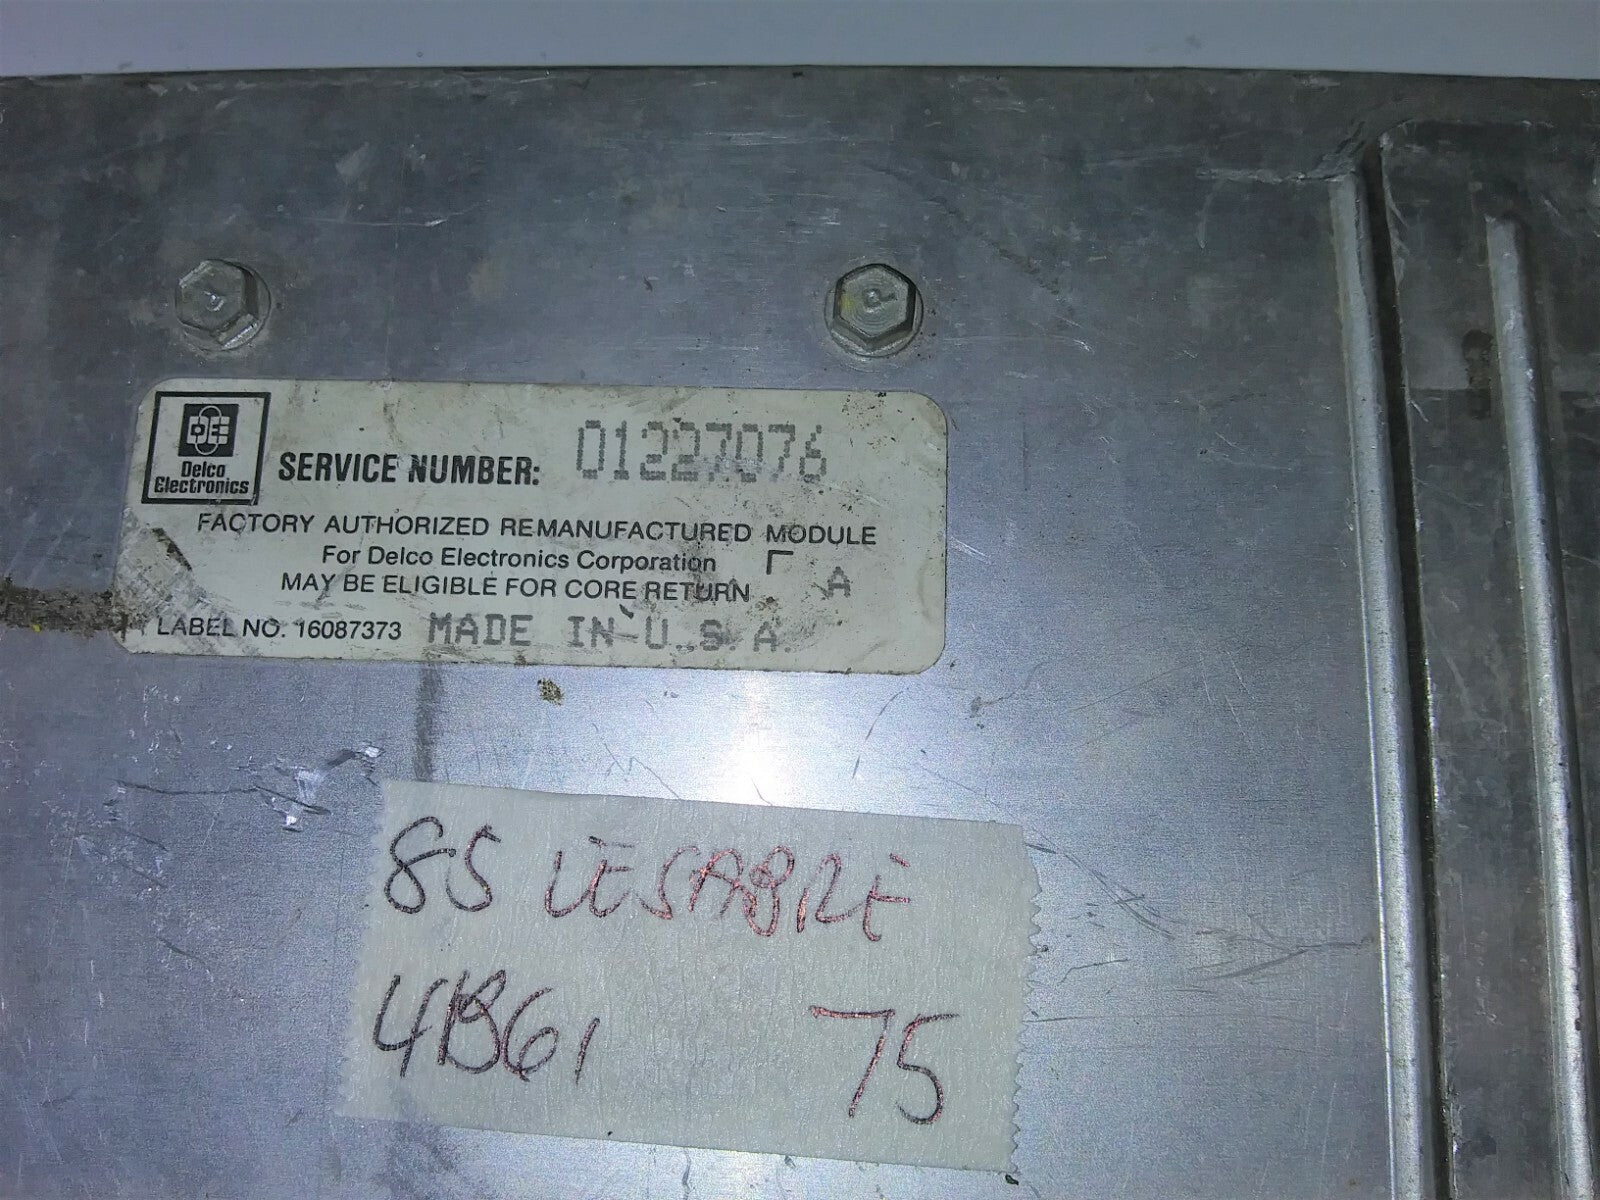 DE
Delco
Electronics
SERVICE NUMBER: 01227076
FACTORY AUTHORIZED REMANUFACTURED MODULE
For Delco Electronics Corporation
MAY BE ELIGIBLE FOR CORE RETURN A
LABEL NO. 16087373 MADE IN U.S.A.
85 LESABRE
4B61 75